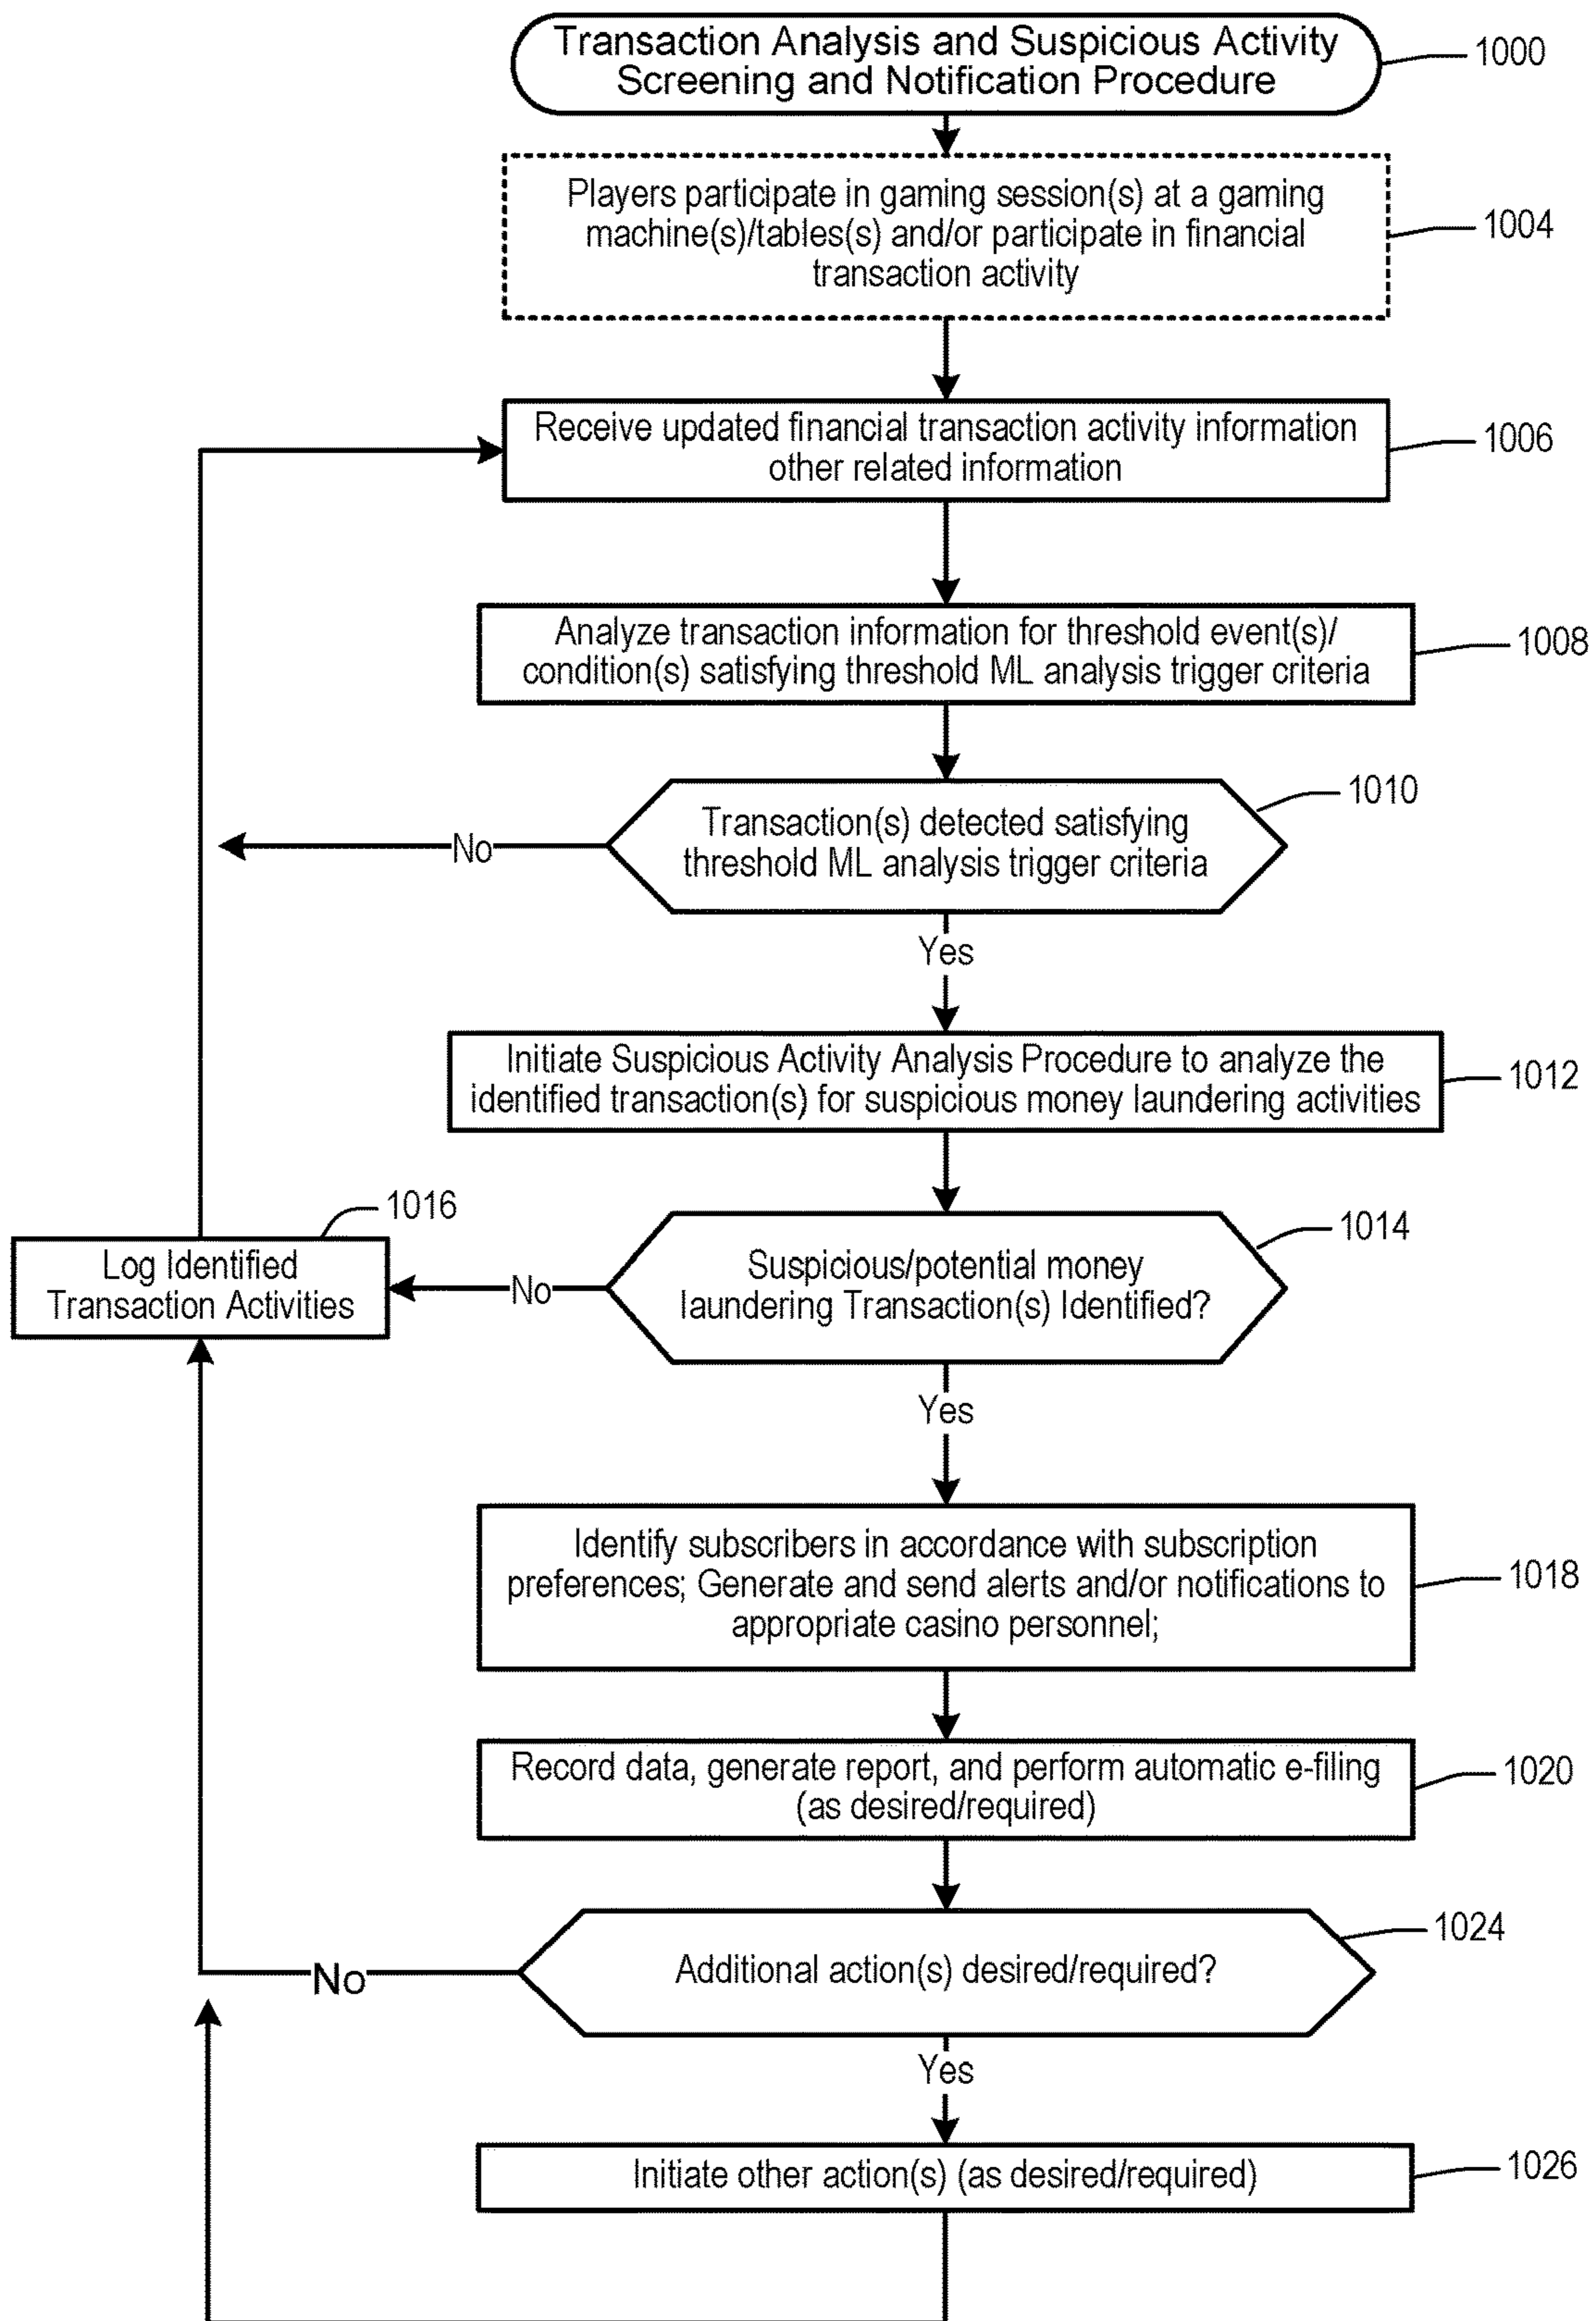 Transaction Analysis and Suspicious Activity
Screening and Notification Procedure
1000
Players participate in gaming session(s) at a gaming
machine(s)/tables(s) and/or participate in financial
transaction activity
1004
Receive updated financial transaction activity information
other related information
1006
Analyze transaction information for threshold event(s)/
condition(s) satisfying threshold ML analysis trigger criteria
1008
Transaction(s) detected satisfying
threshold ML analysis trigger criteria
1010
No
Yes
Initiate Suspicious Activity Analysis Procedure to analyze the
identified transaction(s) for suspicious money laundering activities
1012
Suspicious/potential money
laundering Transaction(s) Identified?
1014
No
1016
Log Identified
Transaction Activities
Yes
Identify subscribers in accordance with subscription
preferences; Generate and send alerts and/or notifications to
appropriate casino personnel;
1018
Record data, generate report, and perform automatic e-filing
(as desired/required)
1020
Additional action(s) desired/required?
1024
No
Yes
Initiate other action(s) (as desired/required)
1026